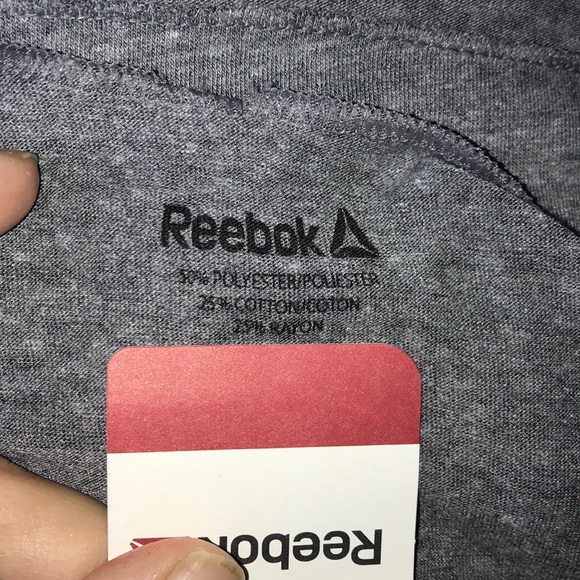 Reebok
50% POLYESTER/POLIESTER
25% COTTON/COTON
25% RAYON
Reebok